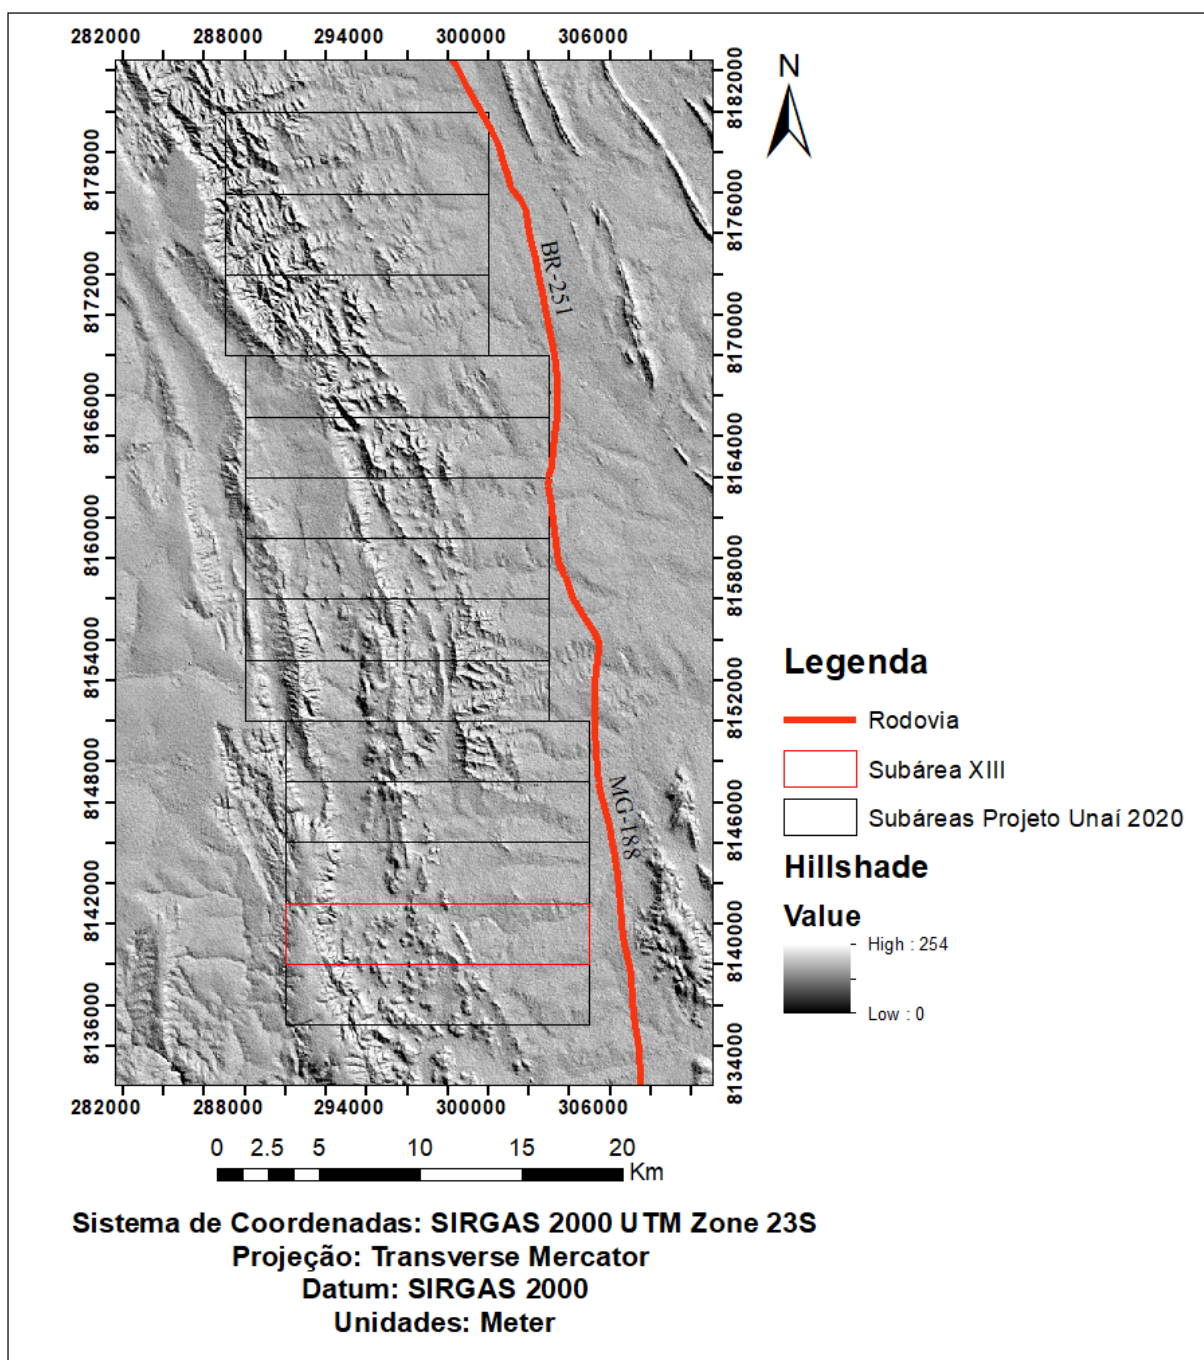 282000 288000 294000 300000 306000
N
8182000
8178000
8176000
8172000
8170000
8166000
8164000
8160000
8158000
8154000
8152000
8148000
8146000
8142000
8140000
8136000
8134000
BR-251
MG-188
282000 288000 294000 300000 306000
Legenda
Rodovia
Subárea XIII
Subáreas Projeto Unaí 2020
Hillshade
Value
High : 254
Low : 0
0 2.5 5 10 15 20
Km
Sistema de Coordenadas: SIRGAS 2000 UTM Zone 23S
Projeção: Transverse Mercator
Datum: SIRGAS 2000
Unidades: Meter